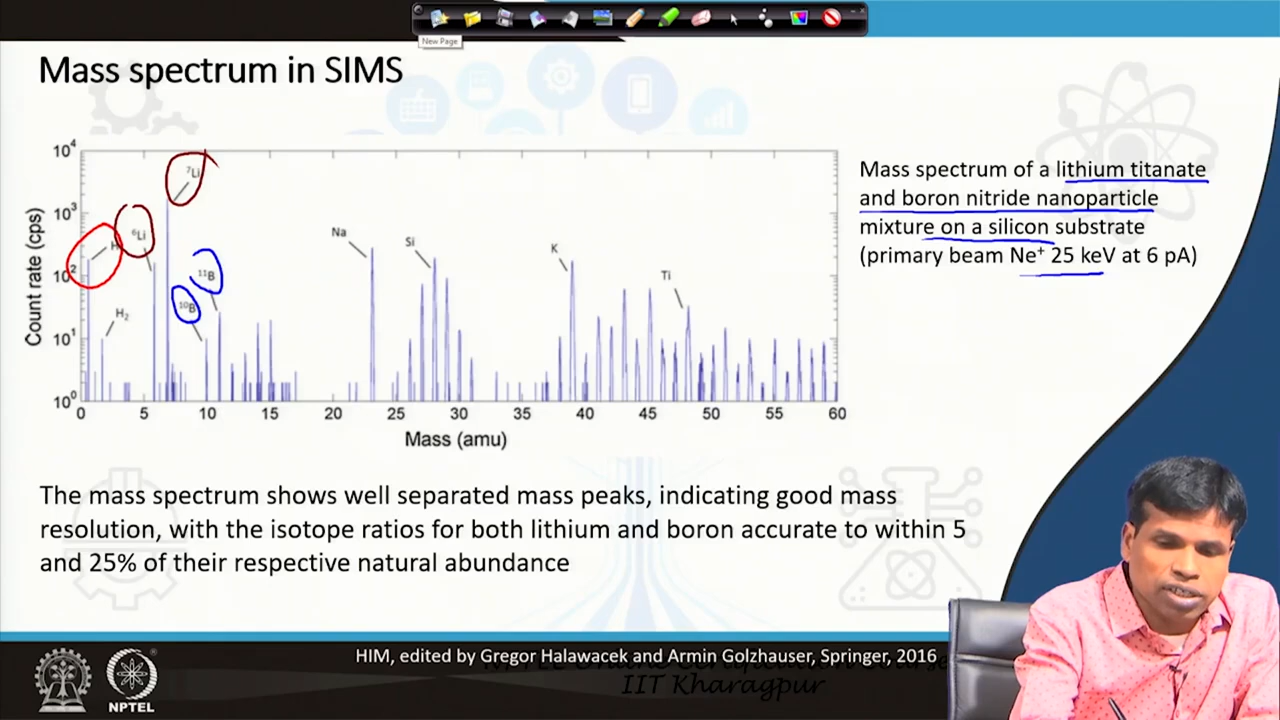 New Page
Mass spectrum in SIMS
10⁴
10³
10²
10¹
10⁰
Count rate (cps)
H
H₂
⁶Li
⁷Li
¹⁰B
¹¹B
Na
Si
K
Ti
0 5 10 15 20 25 30 35 40 45 50 55 60
Mass (amu)
Mass spectrum of a lithium titanate
and boron nitride nanoparticle
mixture on a silicon substrate
(primary beam Ne⁺ 25 keV at 6 pA)
The mass spectrum shows well separated mass peaks, indicating good mass
resolution, with the isotope ratios for both lithium and boron accurate to within 5
and 25% of their respective natural abundance
HIM, edited by Gregor Halawacek and Armin Golzhauser, Springer, 2016
IIT Kharagpur
NPTEL